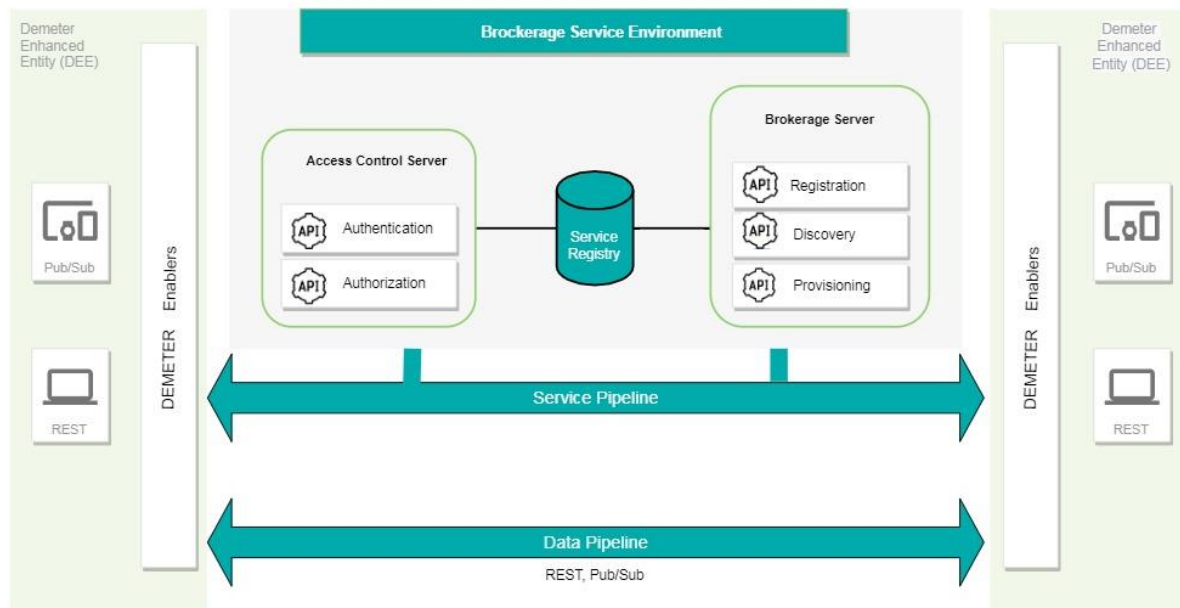 Demeter
Enhanced
Entity (DEE)
Pub/Sub
REST
DEMETER Enablers
Brockerage Service Environment
Access Control Server
API Authentication
API Authorization
Service
Registry
Brokerage Server
API Registration
API Discovery
API Provisioning
Service Pipeline
Data Pipeline
REST, Pub/Sub
DEMETER Enablers
Demeter
Enhanced
Entity (DEE)
Pub/Sub
REST